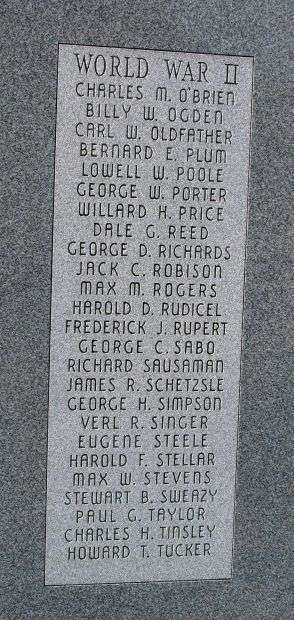 WORLD WAR II
CHARLES M. O'BRIEN
BILLY W. OGDEN
CARL W. OLDFATHER
BERNARD E. PLUM
LOWELL W. POOLE
GEORGE W. PORTER
WILLARD H. PRICE
DALE G. REED
GEORGE D. RICHARDS
JACK C. ROBISON
MAX M. ROGERS
HAROLD D. RUDICEL
FREDERICK J. RUPERT
GEORGE C. SABO
RICHARD SAUSAMAN
JAMES R. SCHETZSLE
GEORGE H. SIMPSON
VERL R. SINGER
EUGENE STEELE
HAROLD F. STELLAR
MAX W. STEVENS
STEWART B. SWEAZY
PAUL G. TAYLOR
CHARLES H. TINSLEY
HOWARD T. TUCKER